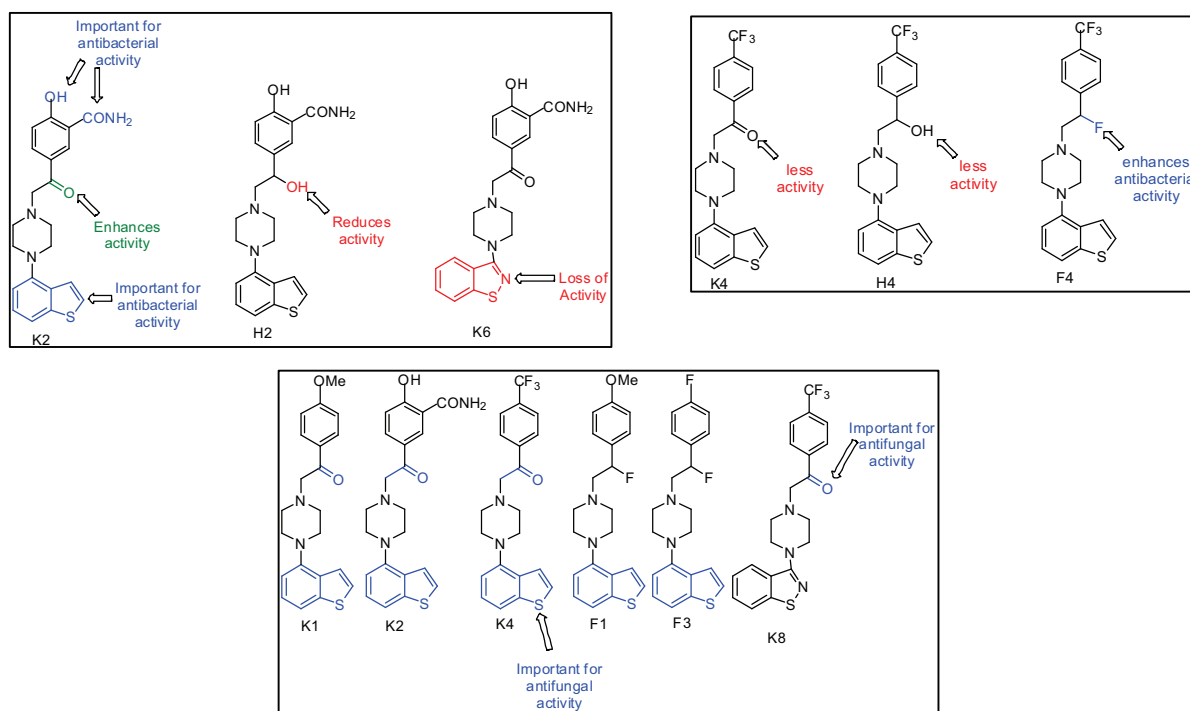 Important for
antibacterial
activity
OH
CONH2
O
Enhances
activity
N
N
Important for
antibacterial
activity
S
K2
OH
CONH2
OH
Reduces
activity
N
N
S
H2
OH
CONH2
O
N
N
N
S
Loss of
Activity
K6
CF3
O
less
activity
N
N
S
K4
CF3
OH
less
activity
N
N
S
H4
CF3
F
enhances
antibacteria
activity
N
N
S
F4
OMe
O
N
N
S
K1
OH
CONH2
O
N
N
S
K2
CF3
O
N
N
S
K4
Important for
antifungal
activity
OMe
F
N
N
S
F1
F
F
N
N
S
F3
CF3
Important for
antifungal
activity
O
N
N
N
S
K8